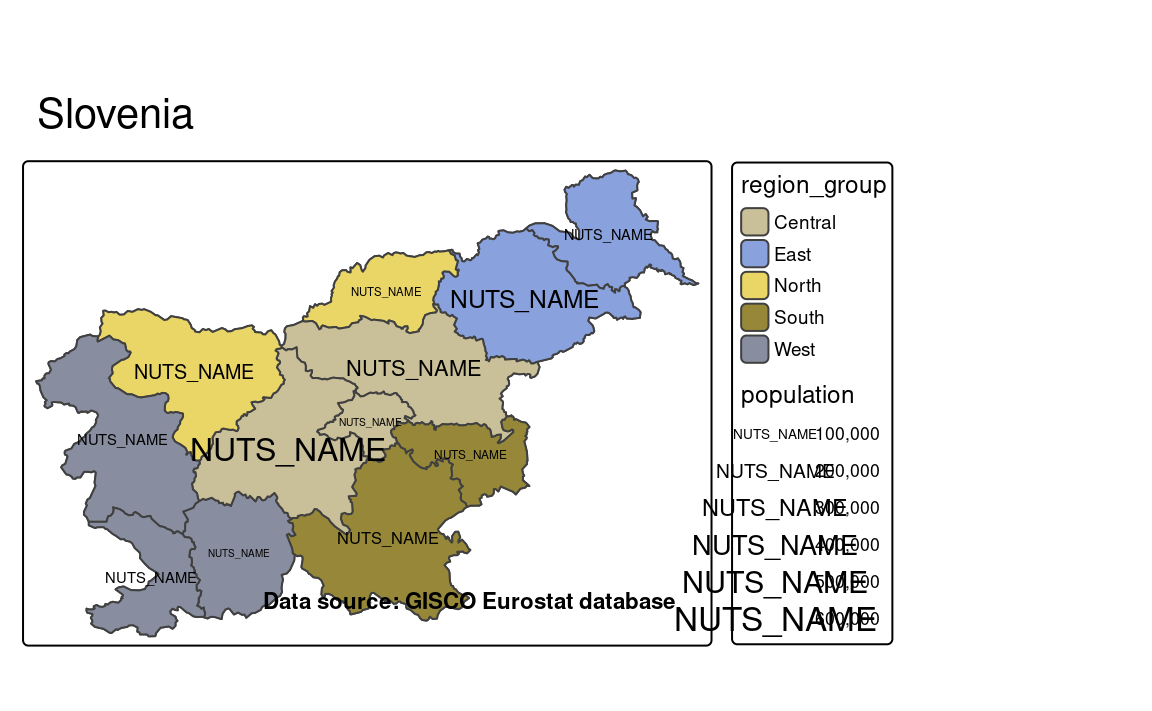 Slovenia
NUTS_NAME
NUTS_NAME
NUTS_NAME
NUTS_NAME
NUTS_NAME
NUTS_NAME
NUTS_NAME
NUTS_NAME
NUTS_NAME
NUTS_NAME
NUTS_NAME
NUTS_NAME
Data source: GISCO Eurostat database
region_group
Central
East
North
South
West
population
NUTS_NAME 100,000
NUTS_NAME 200,000
NUTS_NAME 300,000
NUTS_NAME 400,000
NUTS_NAME 500,000
NUTS_NAME 600,000